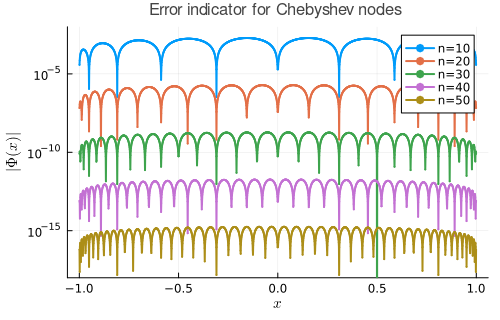 Error indicator for Chebyshev nodes
n=10
n=20
n=30
n=40
n=50
10⁻⁵
10⁻¹⁰
10⁻¹⁵
|Φ(x)|
-1.0 -0.5 0.0 0.5 1.0
x